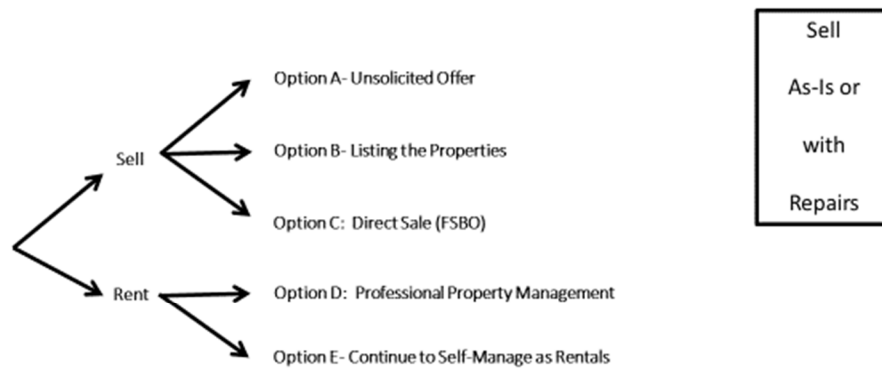 Option A- Unsolicited Offer
Sell
Option B- Listing the Properties
Option C: Direct Sale (FSBO)
Rent
Option D: Professional Property Management
Option E- Continue to Self-Manage as Rentals
Sell
As-Is or
with
Repairs